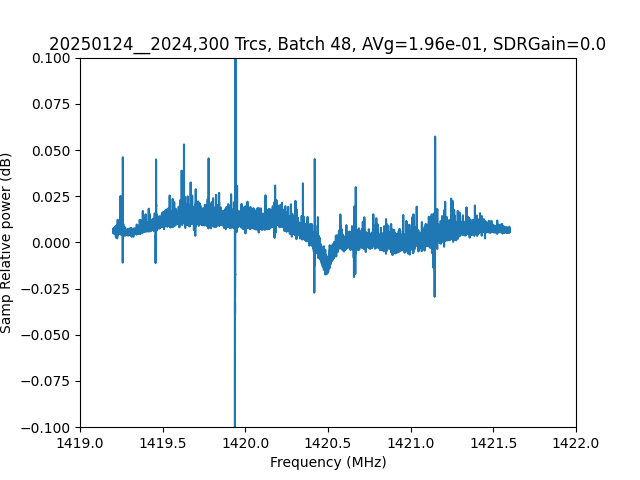 20250124__2024,300 Trcs, Batch 48, AVg=1.96e-01, SDRGain=0.0
0.100
0.075
0.050
0.025
0.000
−0.025
−0.050
−0.075
−0.100
Samp Relative power (dB)
1419.0 1419.5 1420.0 1420.5 1421.0 1421.5 1422.0
Frequency (MHz)